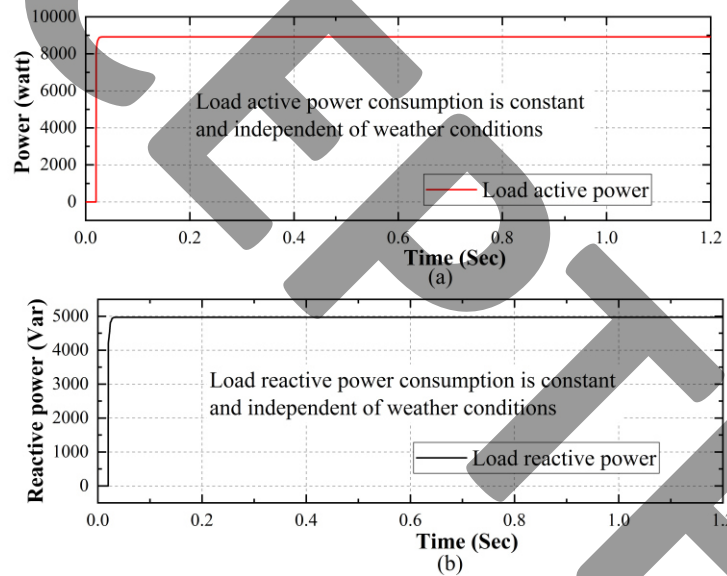 10000
8000
6000
4000
2000
0
Power (watt)
Load active power consumption is constant
and independent of weather conditions
Load active power
0.0 0.2 0.4 0.6 0.8 1.0 1.2
Time (Sec)
(a)
5000
4000
3000
2000
1000
0
Reactive power (Var)
Load reactive power consumption is constant
and independent of weather conditions
Load reactive power
0.0 0.2 0.4 0.6 0.8 1.0
Time (Sec)
(b)
CEPT